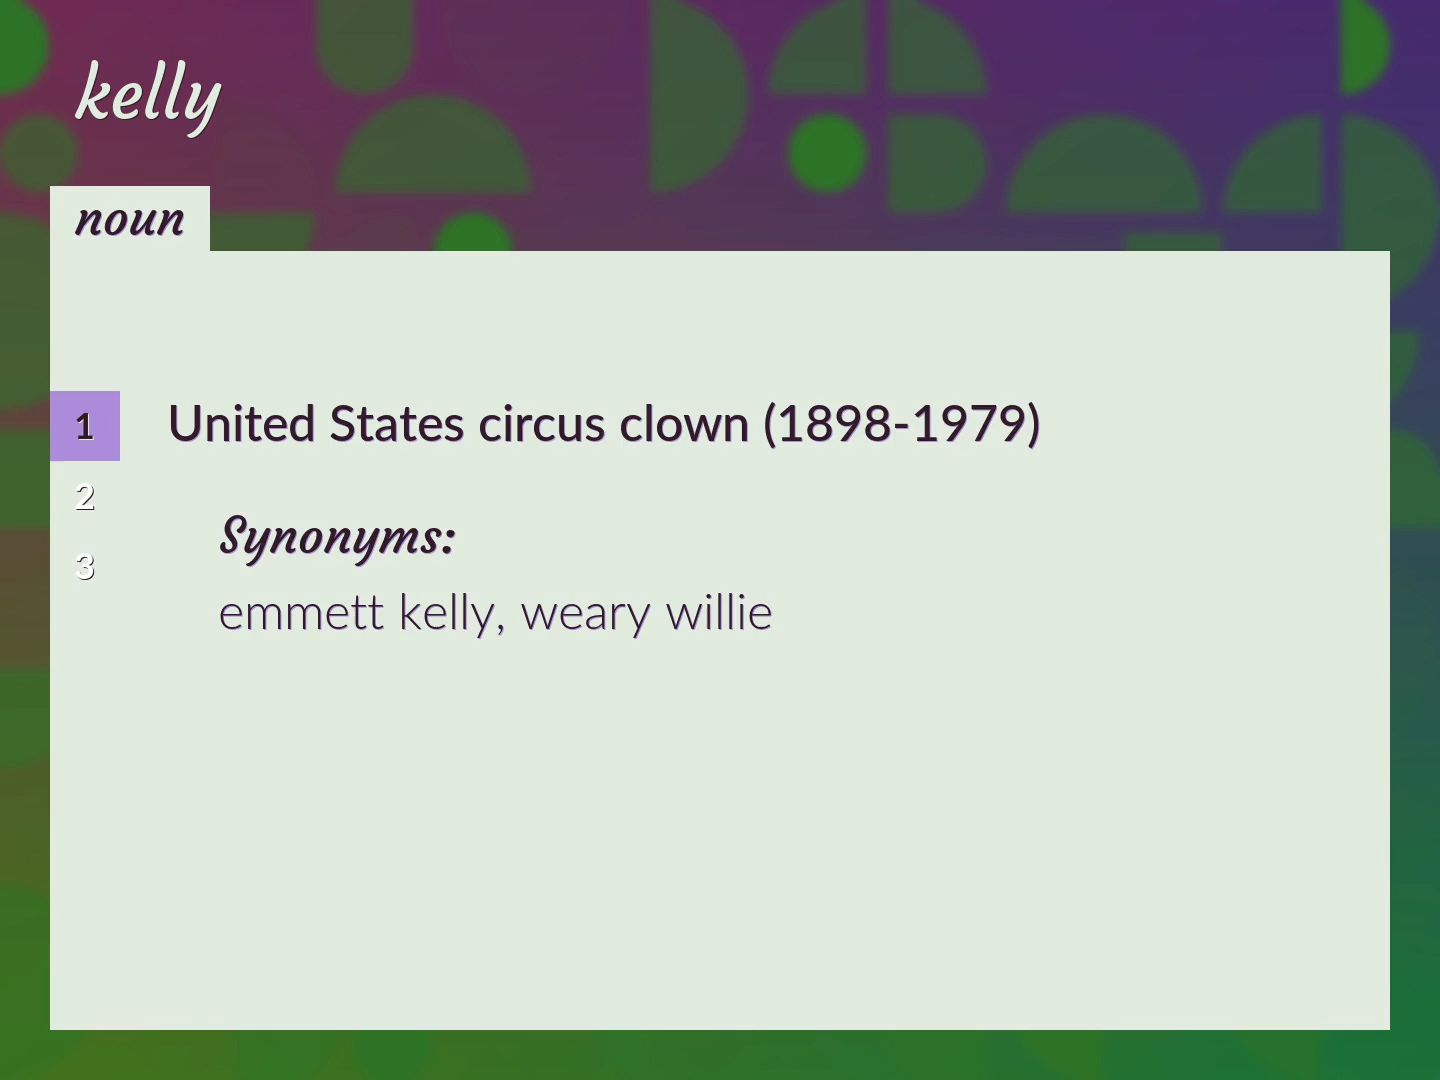 kelly
noun
1
United States circus clown (1898-1979)
2
Synonyms:
3
emmett kelly, weary willie